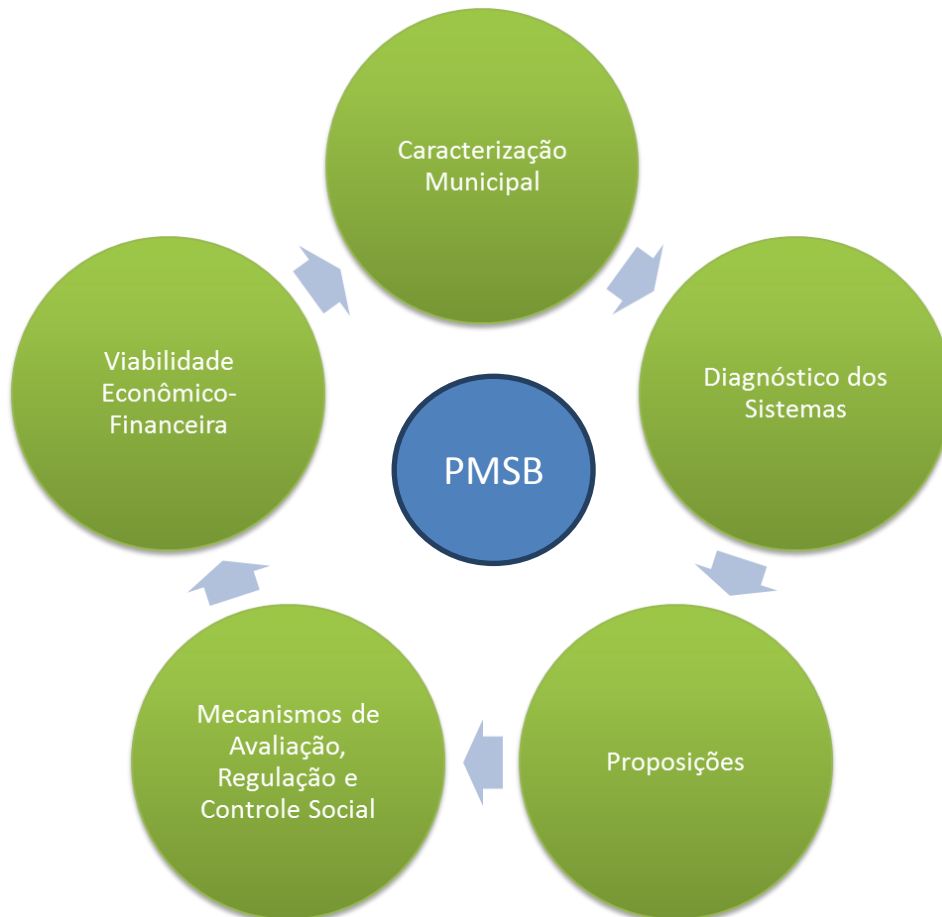 Caracterização
Municipal
Viabilidade
Econômico-
Financeira
Diagnóstico dos
Sistemas
PMSB
Mecanismos de
Avaliação,
Regulação e
Controle Social
Proposições